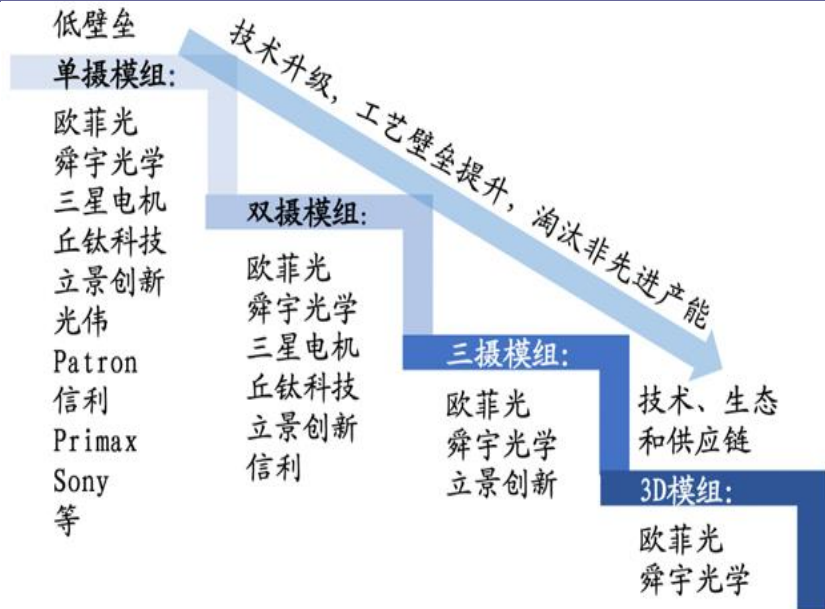 低壁垒
单摄模组：
欧菲光
舜宇光学
三星电机
丘钛科技
立景创新
光伟
Patron
信利
Primax
Sony
等
技术升级，工艺壁垒提升，淘汰非先进产能
双摄模组：
欧菲光
舜宇光学
三星电机
丘钛科技
立景创新
信利
三摄模组：
欧菲光
舜宇光学
立景创新
技术、生态
和供应链
3D模组：
欧菲光
舜宇光学